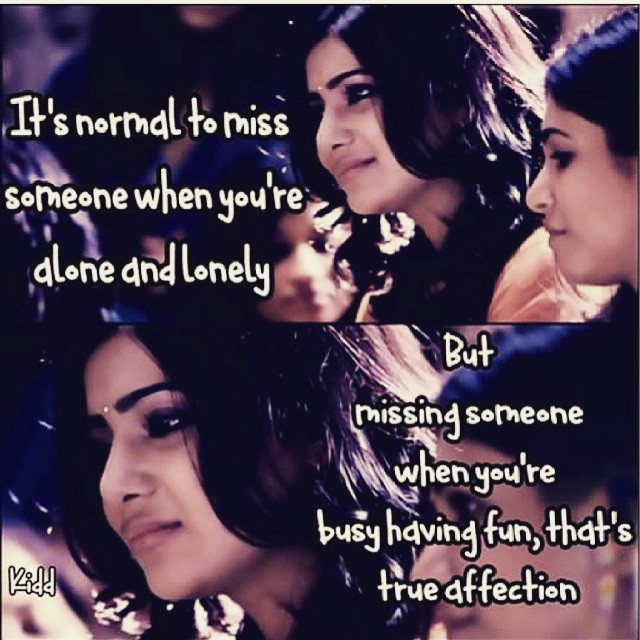 It's normal to miss
someone when you're
alone and lonely
But
missing someone
when you're
busy having fun, that's
true affection
Kidd